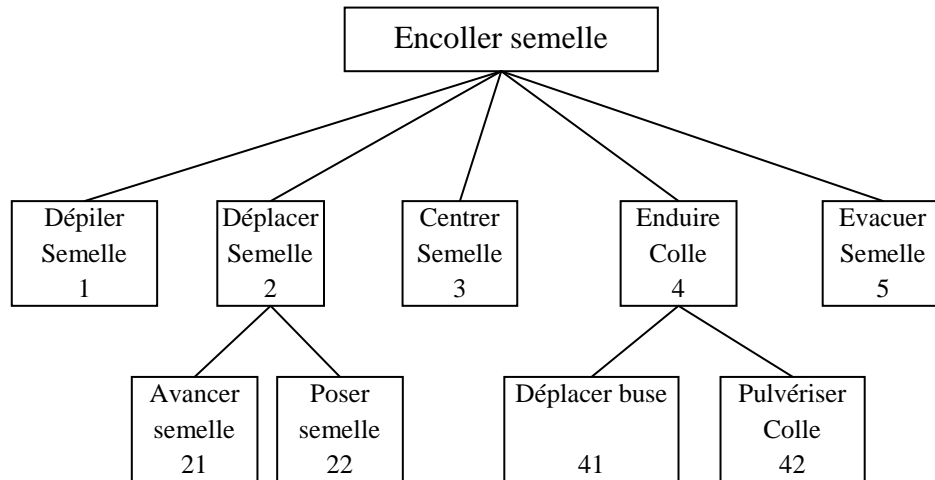 Encoller semelle
Dépiler
Semelle
1
Déplacer
Semelle
2
Centrer
Semelle
3
Enduire
Colle
4
Evacuer
Semelle
5
Avancer
semelle
21
Poser
semelle
22
Déplacer buse
41
Pulvériser
Colle
42